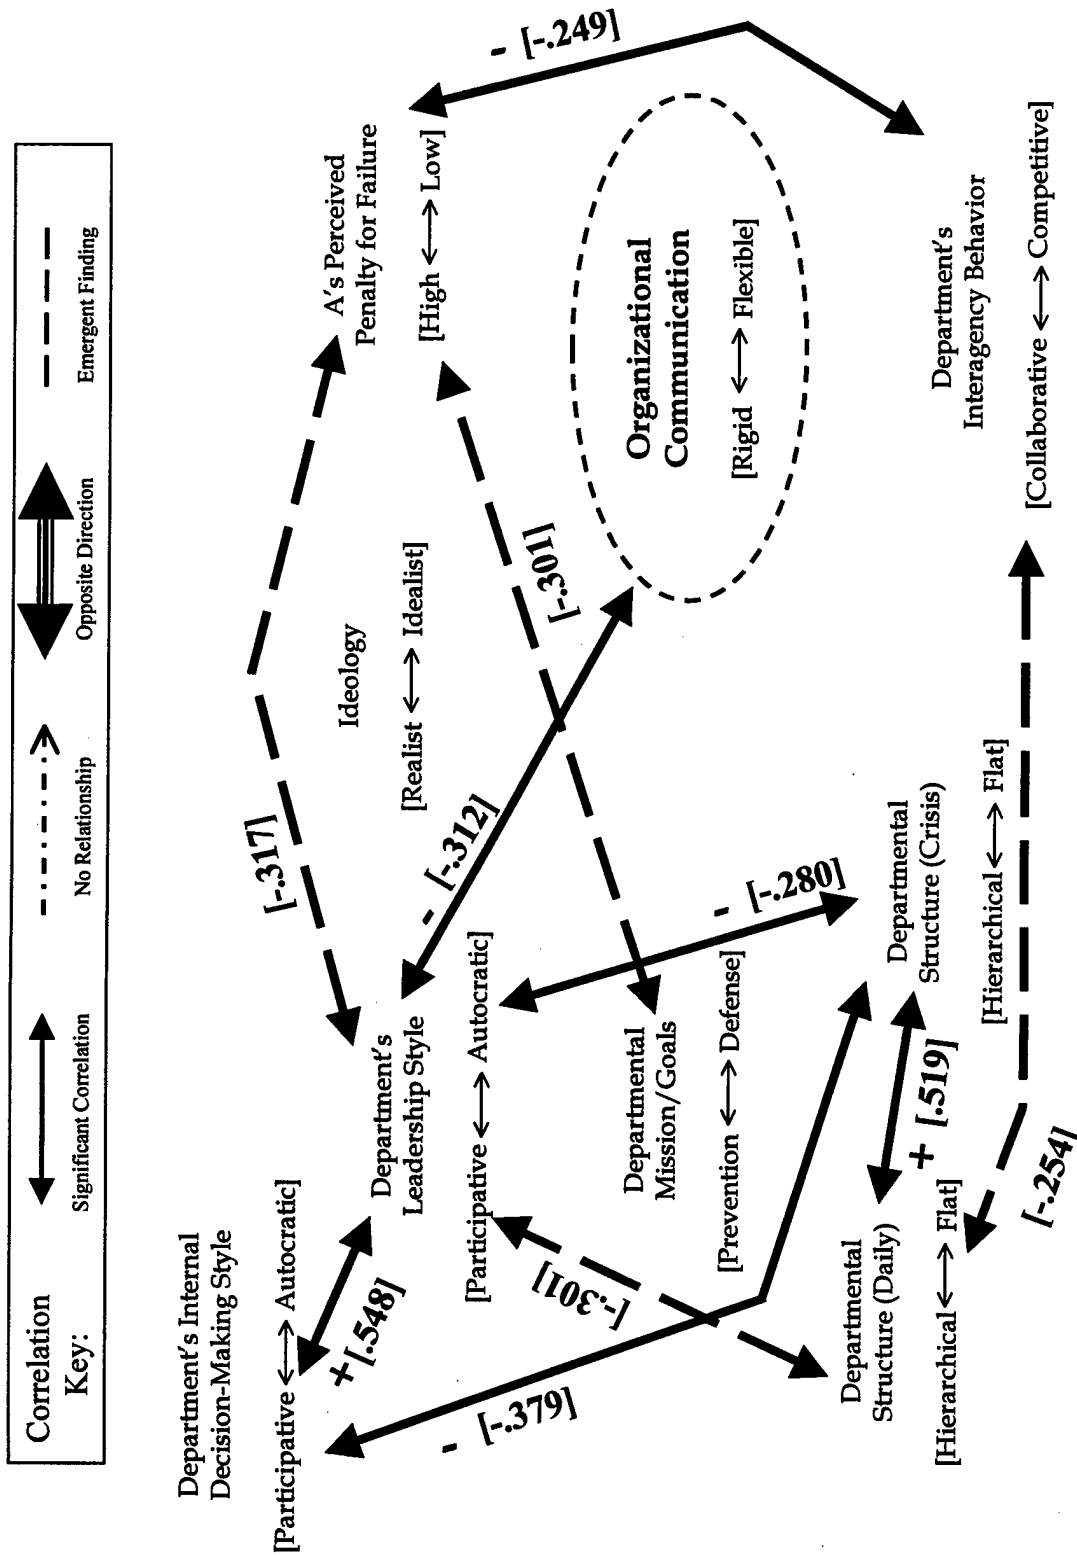 Correlation
Key:
Significant Correlation
No Relationship
Opposite Direction
Emergent Finding
Department's Internal
Decision-Making Style
[Participative ⟷ Autocratic]
+ [.548]
- [-.379]
Department's
Leadership Style
[Participative ⟷ Autocratic]
[-.317]
- [-.312]
[-.301]
Ideology
[Realist ⟷ Idealist]
A's Perceived
Penalty for Failure
[High ⟷ Low]
- [-.249]
Departmental
Mission/Goals
[Prevention ⟷ Defense]
[-.301]
- [-.280]
Organizational
Communication
[Rigid ⟷ Flexible]
Departmental
Structure (Daily)
[Hierarchical ⟷ Flat]
+ [.519]
[-.254]
Departmental
Structure (Crisis)
[Hierarchical ⟷ Flat]
Department's
Interagency Behavior
[Collaborative ⟷ Competitive]